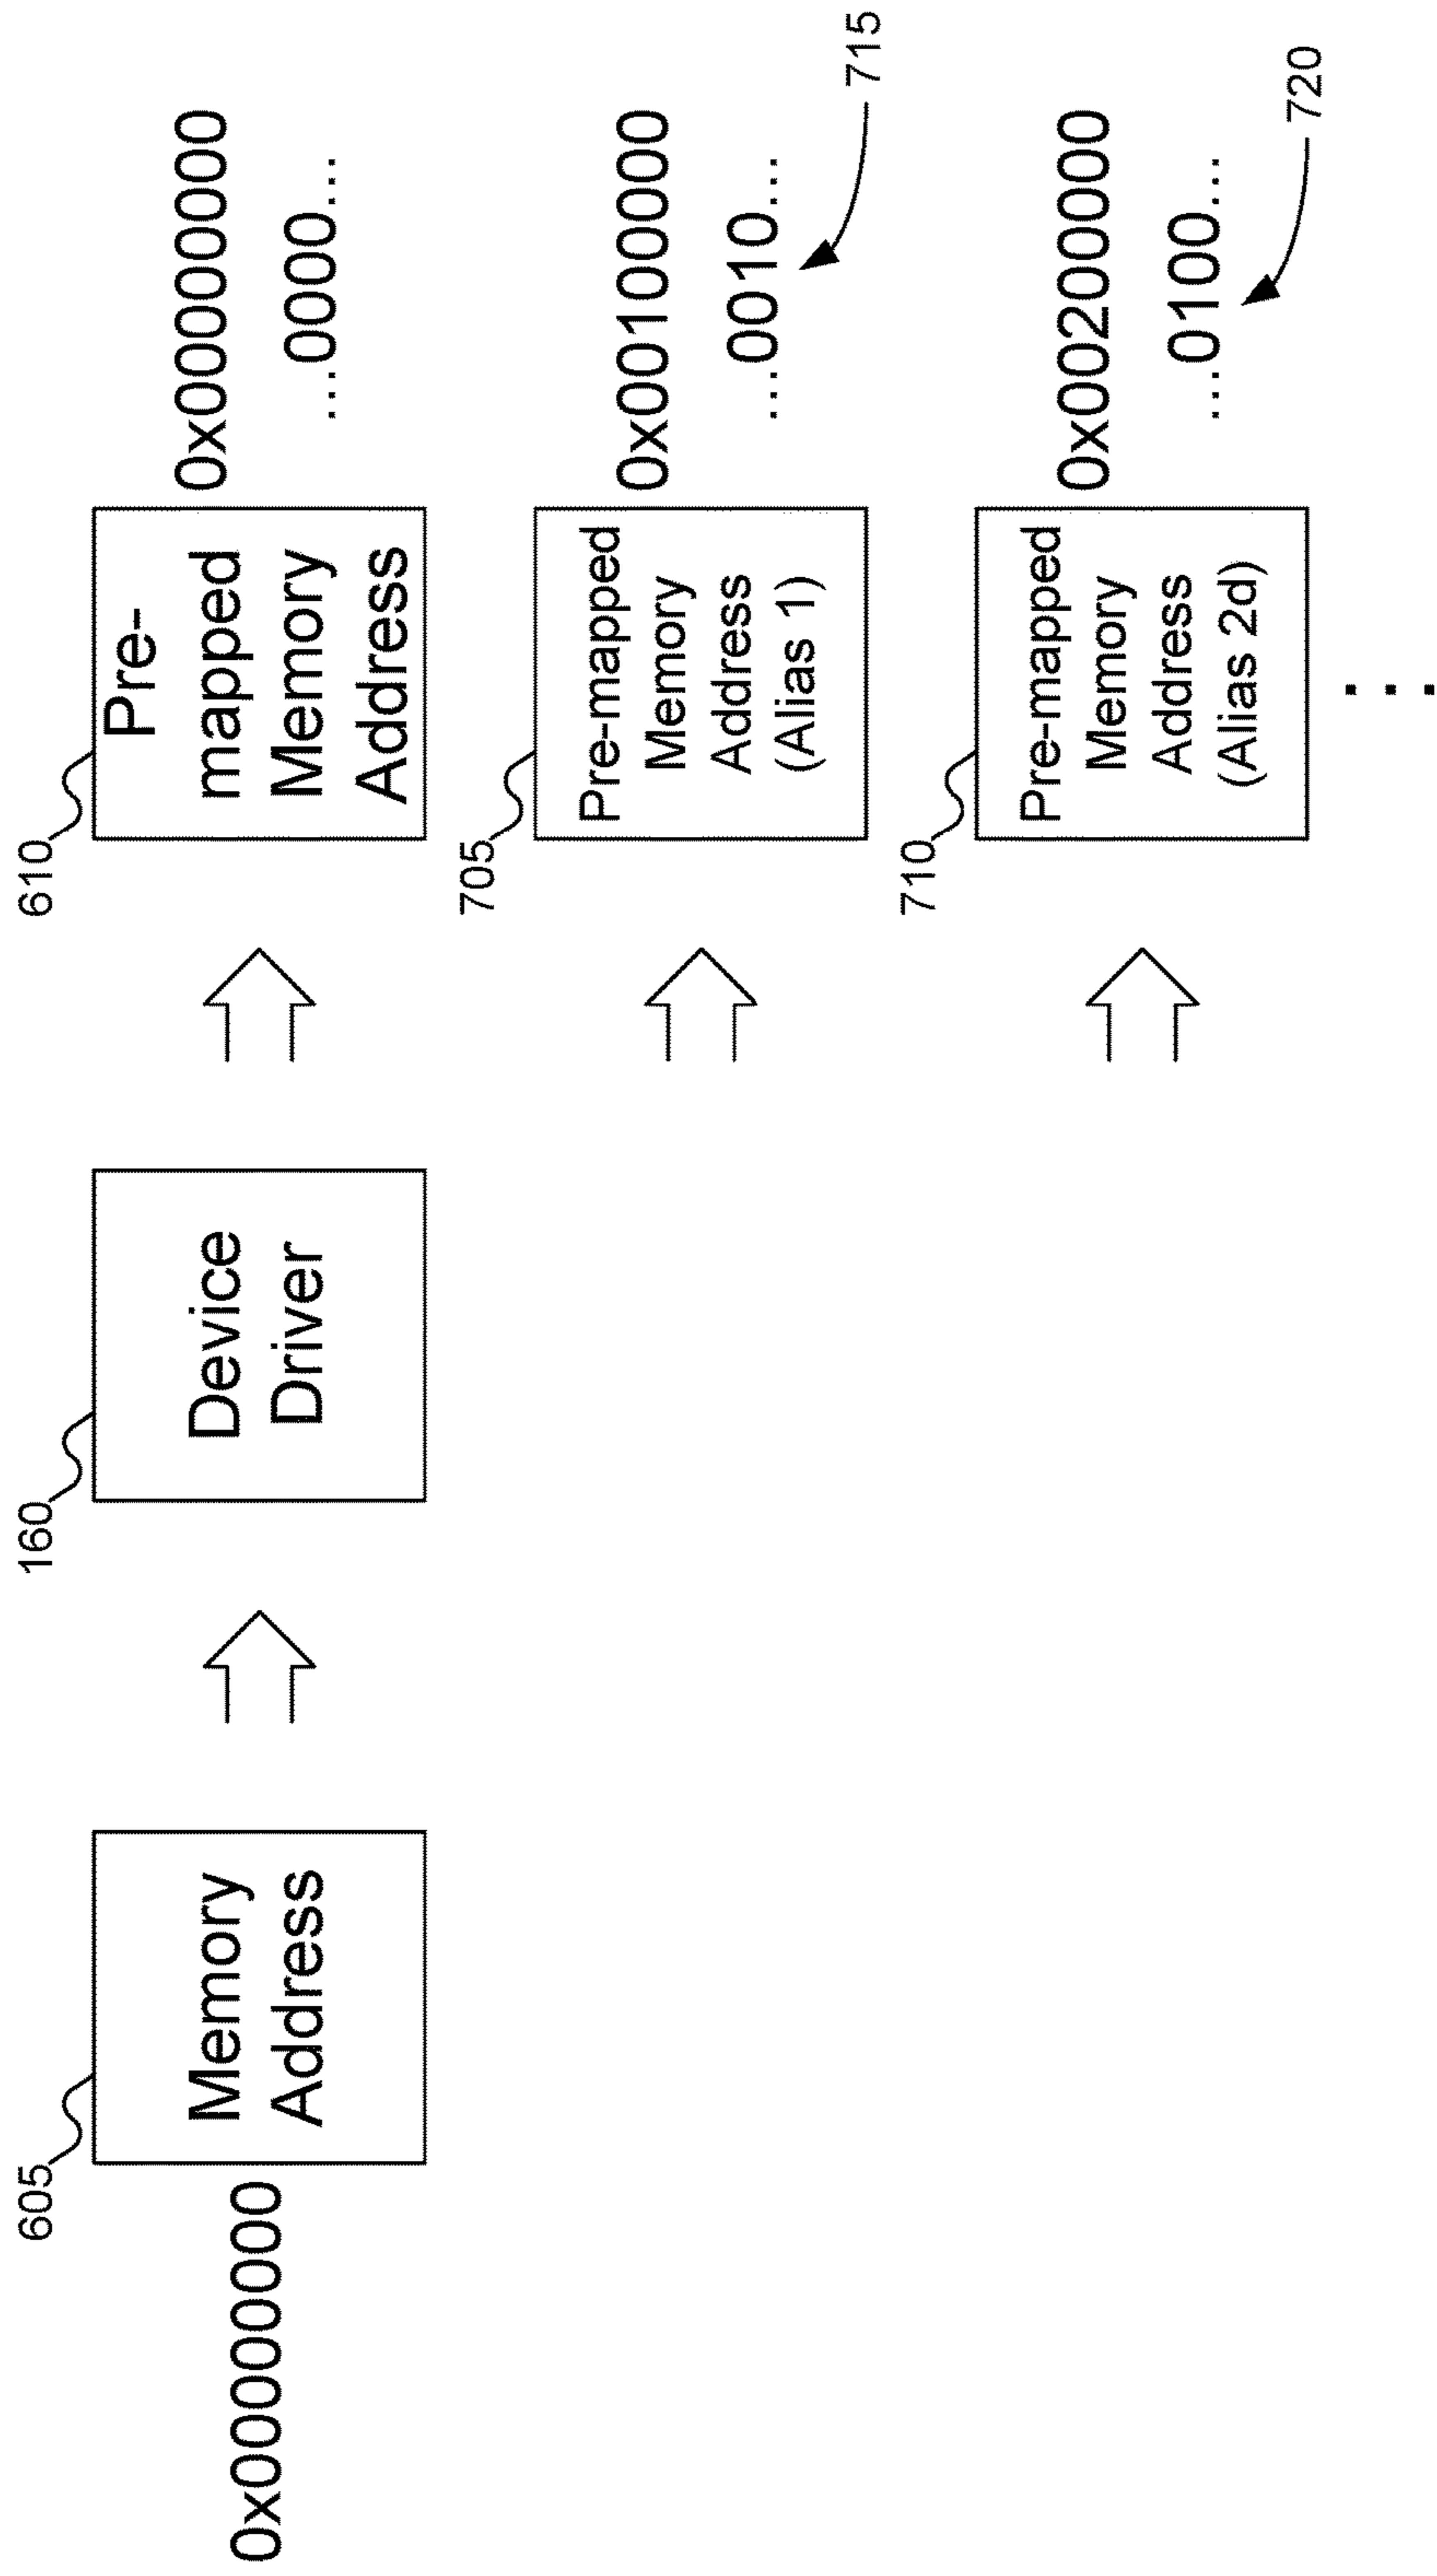 605
0x00000000
Memory
Address
160
Device
Driver
610
Pre-
mapped
Memory
Address
0x00000000
...0000...
705
Pre-mapped
Memory
Address
(Alias 1)
0x00100000
...0010...
715
710
Pre-mapped
Memory
Address
(Alias 2d)
0x00200000
...0100...
720
...